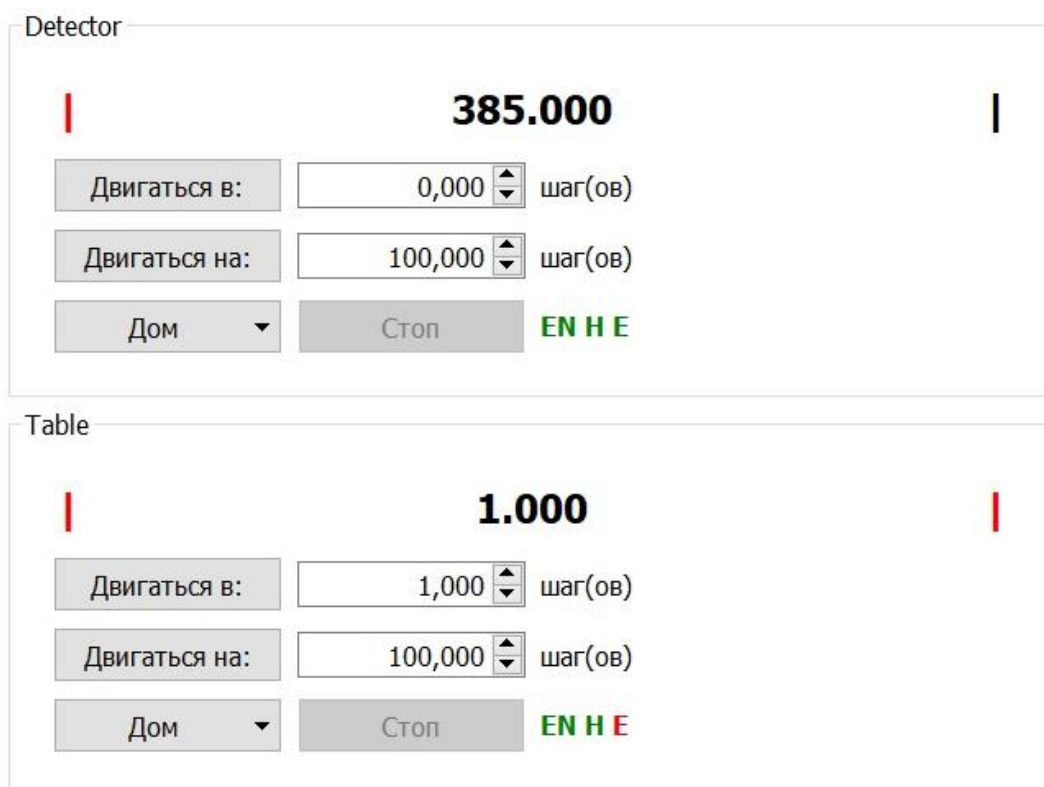 Detector
385.000
Двигаться в: 0,000 шаг(ов)
Двигаться на: 100,000 шаг(ов)
Дом Стоп EN H E
Table
1.000
Двигаться в: 1,000 шаг(ов)
Двигаться на: 100,000 шаг(ов)
Дом Стоп EN H E